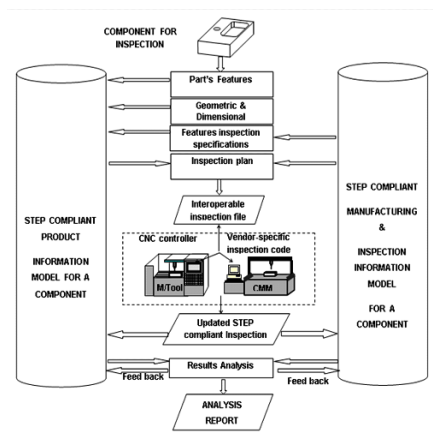 COMPONENT FOR
INSPECTION
Part's Features
Geometric &
Dimensional
Features inspection
specifications
Inspection plan
Interoperable
inspection file
CNC controller
Vendor-specific
inspection code
M/Tool
CMM
Updated STEP
compliant Inspection
Results Analysis
Feed back
Feed back
ANALYSIS
REPORT
STEP COMPLIANT
PRODUCT
INFORMATION
MODEL FOR A
COMPONENT
STEP COMPLIANT
MANUFACTURING
&
INSPECTION
INFORMATION
MODEL
FOR A
COMPONENT